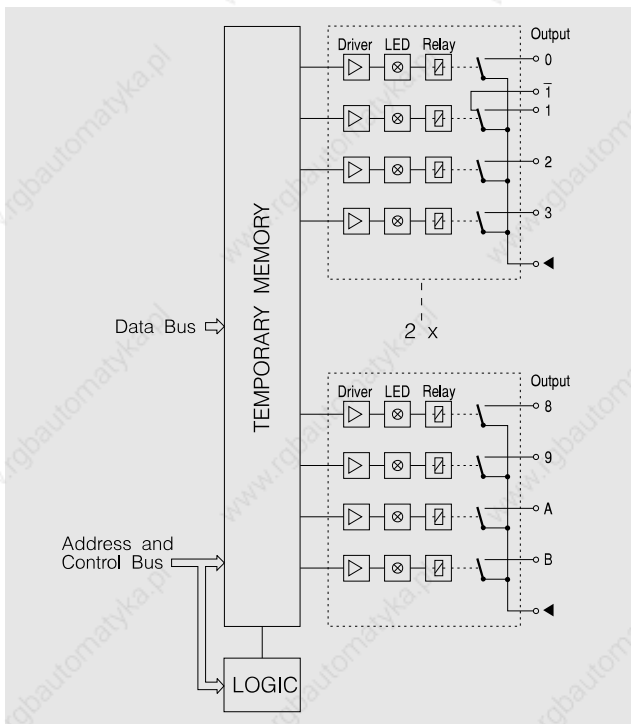 Driver LED Relay Output
0
1̅
1
2
3
TEMPORARY MEMORY
Data Bus
2 x
Driver LED Relay Output
8
9
A
B
Address and
Control Bus
LOGIC
www.rgbautomatyka.pl